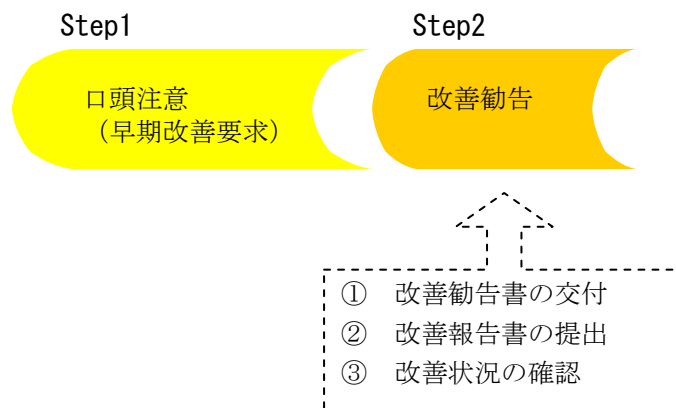 Step1
Step2
口頭注意
（早期改善要求）
改善勧告
① 改善勧告書の交付
② 改善報告書の提出
③ 改善状況の確認